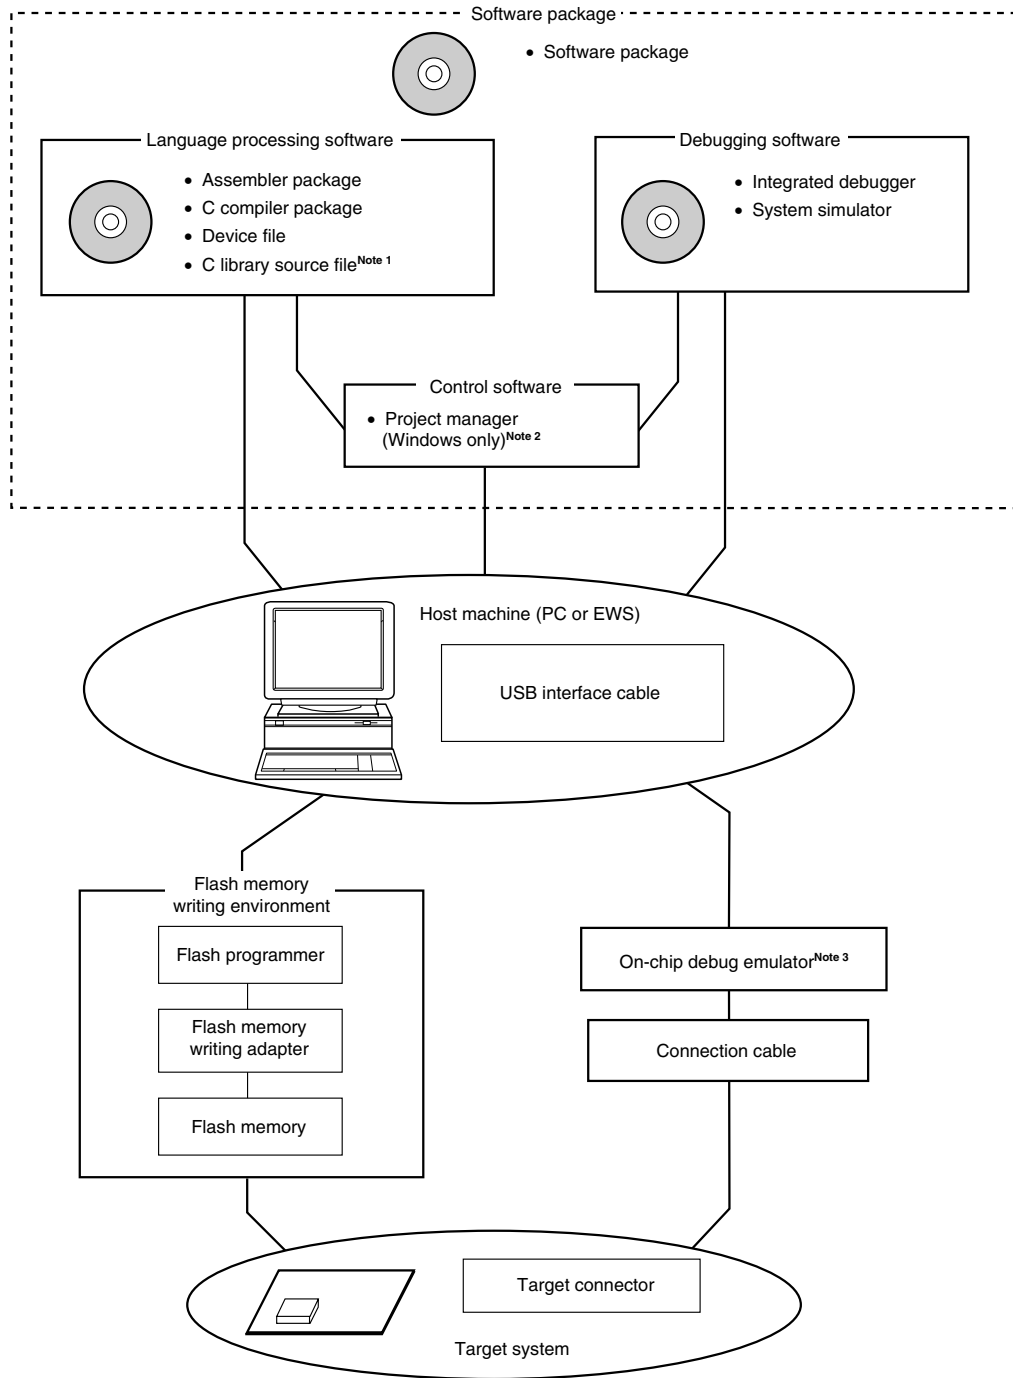 Software package
• Software package
Language processing software
• Assembler package
• C compiler package
• Device file
• C library source fileNote 1
Debugging software
• Integrated debugger
• System simulator
Control software
• Project manager
(Windows only)Note 2
Host machine (PC or EWS)
USB interface cable
Flash memory
writing environment
Flash programmer
Flash memory
writing adapter
Flash memory
On-chip debug emulatorNote 3
Connection cable
Target connector
Target system